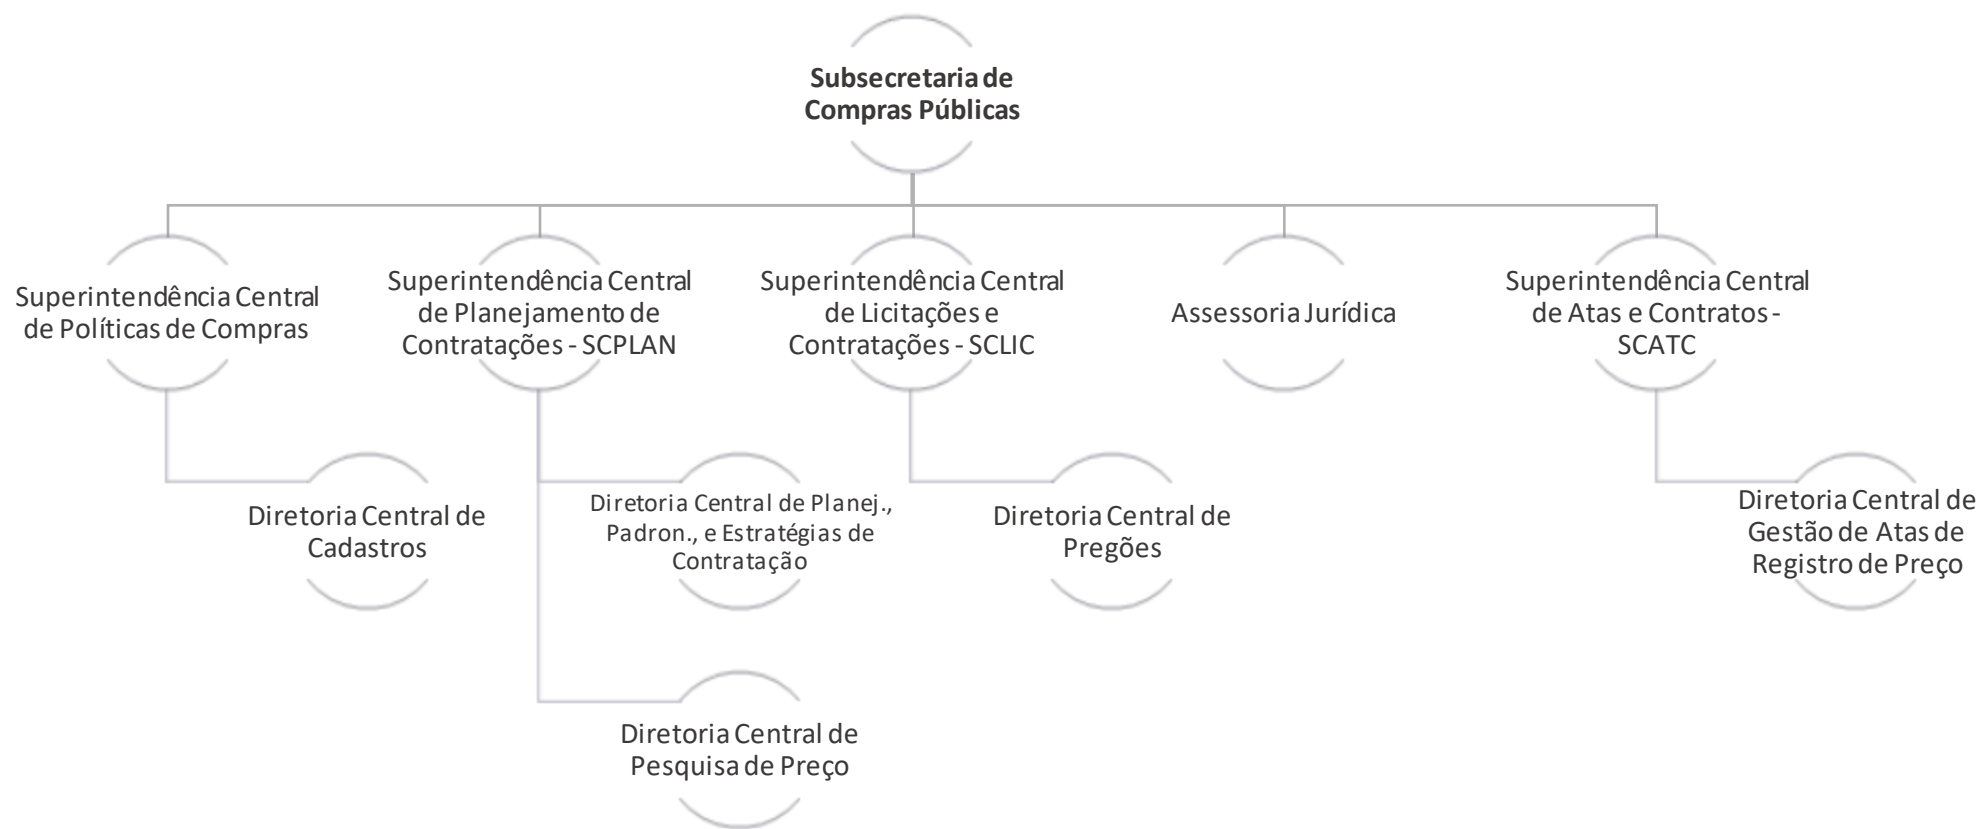 Subsecretaria de
Compras Públicas
Superintendência Central
de Políticas de Compras
Superintendência Central
de Planejamento de
Contratações - SCPLAN
Superintendência Central
de Licitações e
Contratações - SCLIC
Assessoria Jurídica
Superintendência Central
de Atas e Contratos -
SCATC
Diretoria Central de
Cadastros
Diretoria Central de Planej.,
Padron., e Estratégias de
Contratação
Diretoria Central de
Pregões
Diretoria Central de
Gestão de Atas de
Registro de Preço
Diretoria Central de
Pesquisa de Preço